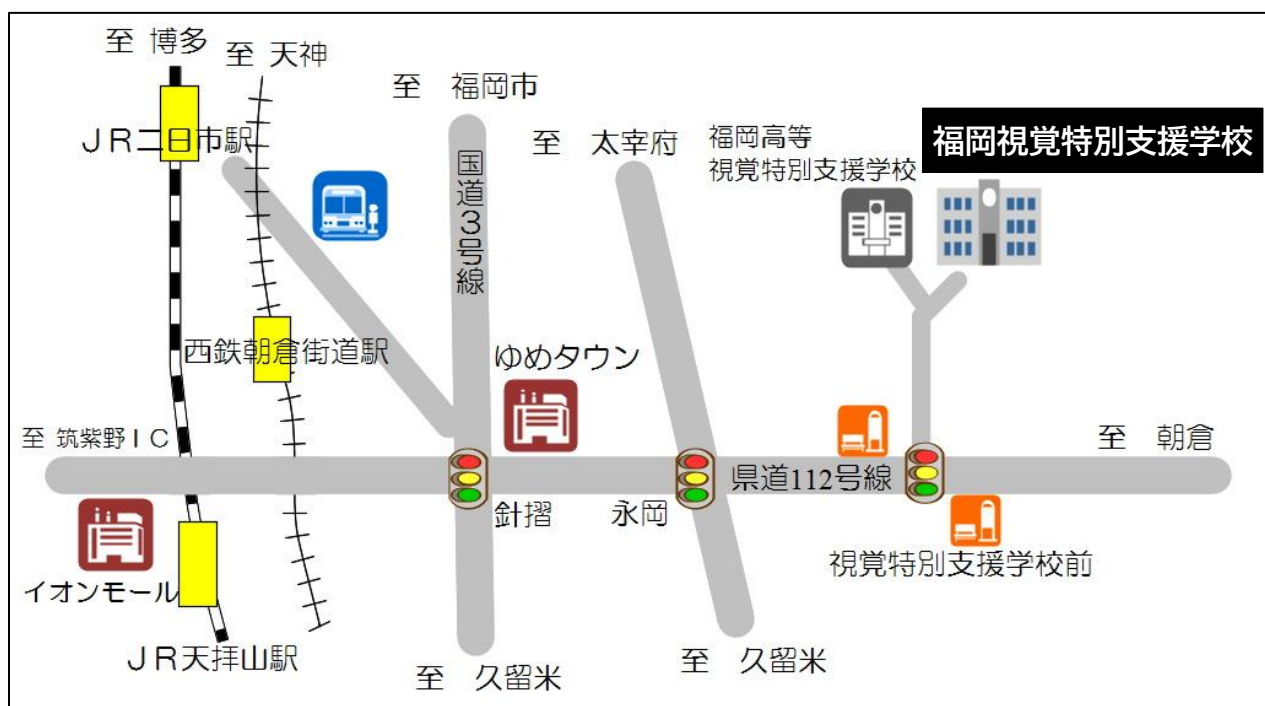 至 博多
至 天神
至 福岡市
至 太宰府
福岡高等
視覚特別支援学校
福岡視覚特別支援学校
JR二日市駅
国道3号線
西鉄朝倉街道駅
ゆめタウン
至 筑紫野IC
至 朝倉
県道112号線
針摺
永岡
視覚特別支援学校前
イオンモール
JR天拝山駅
至 久留米
至 久留米